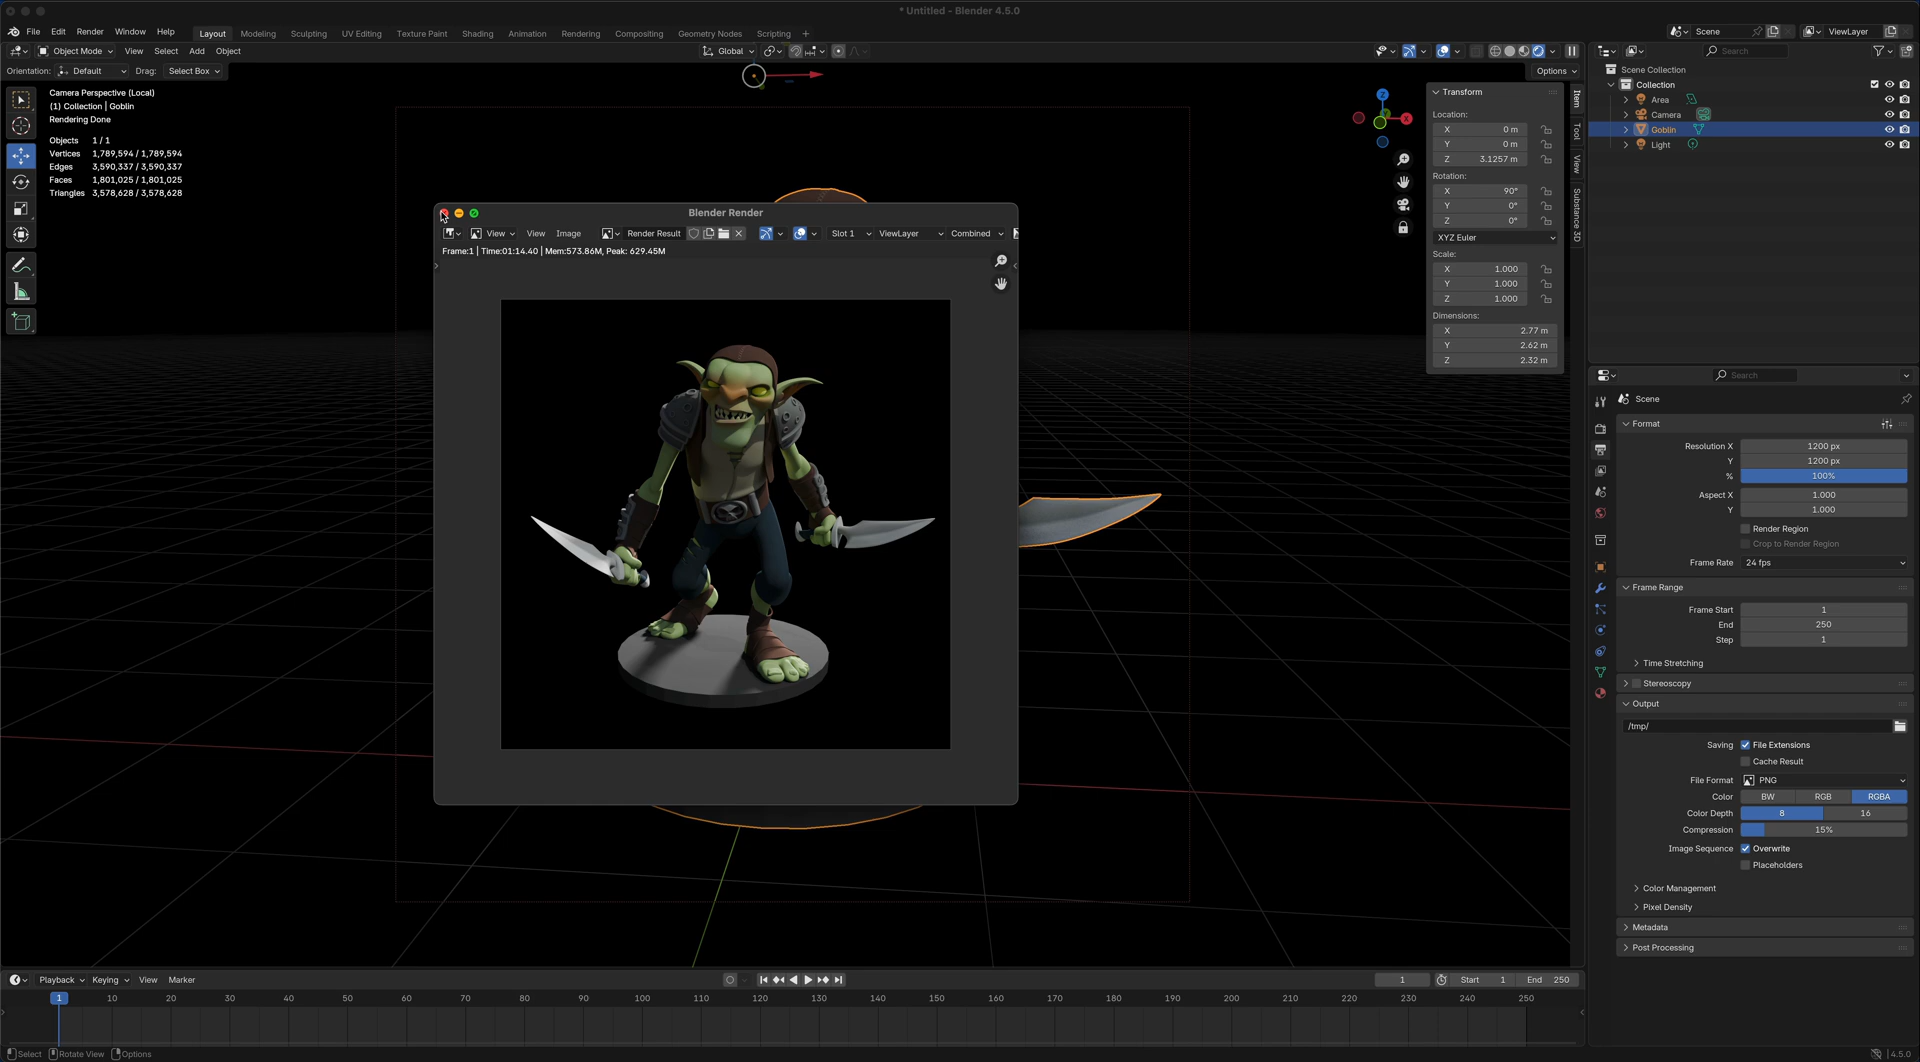 * Untitled - Blender 4.5.0
File Edit Render Window Help Layout Modeling Sculpting UV Editing Texture Paint Shading Animation Rendering Compositing Geometry Nodes Scripting + Scene ViewLayer
Object Mode View Select Add Object Global Search
Orientation: Default Drag: Select Box Options
Camera Perspective (Local)
(1) Collection | Goblin
Rendering Done
Objects 1 / 1
Vertices 1,789,594 / 1,789,594
Edges 3,590,337 / 3,590,337
Faces 1,801,025 / 1,801,025
Triangles 3,578,628 / 3,578,628
Z
X
Blender Render
View View Image Render Result Slot 1 ViewLayer Combined
Frame:1 | Time:01:14.40 | Mem:573.86M, Peak: 629.45M
Transform
Location:
X 0 m
Y 0 m
Z 3.1257 m
Rotation:
X 90°
Y 0°
Z 0°
XYZ Euler
Scale:
X 1.000
Y 1.000
Z 1.000
Dimensions:
X 2.77 m
Y 2.62 m
Z 2.32 m
Item
Tool
View
Substance 3D
Scene Collection
Collection
Area
Camera
Goblin
Light
Search
Scene
Format
Resolution X 1200 px
Y 1200 px
% 100%
Aspect X 1.000
Y 1.000
Render Region
Crop to Render Region
Frame Rate 24 fps
Frame Range
Frame Start 1
End 250
Step 1
Time Stretching
Stereoscopy
Output
/tmp/
Saving File Extensions
Cache Result
File Format PNG
Color BW RGB RGBA
Color Depth 8 16
Compression 15%
Image Sequence Overwrite
Placeholders
Color Management
Pixel Density
Metadata
Post Processing
Playback Keying View Marker 1 Start 1 End 250
1 10 20 30 40 50 60 70 80 90 100 110 120 130 140 150 160 170 180 190 200 210 220 230 240 250
Select Rotate View Options 4.5.0